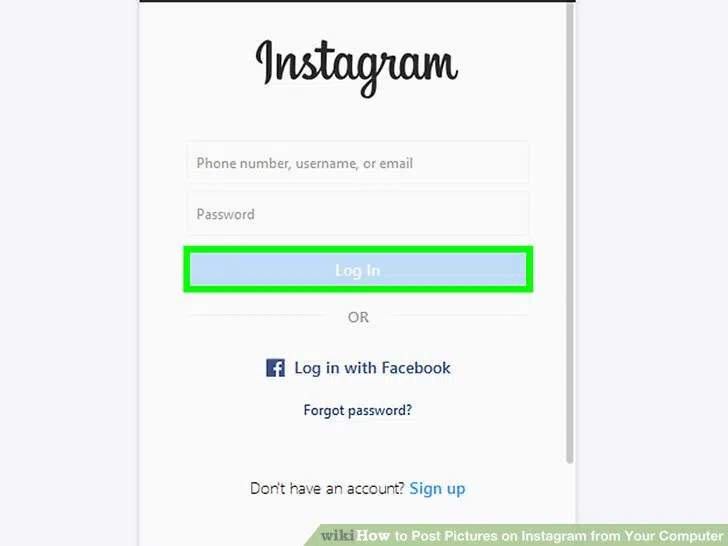 Instagram
Phone number, username, or email
Password
Log In
OR
Log in with Facebook
Forgot password?
Don't have an account? Sign up
wikiHow to Post Pictures on Instagram from Your Computer